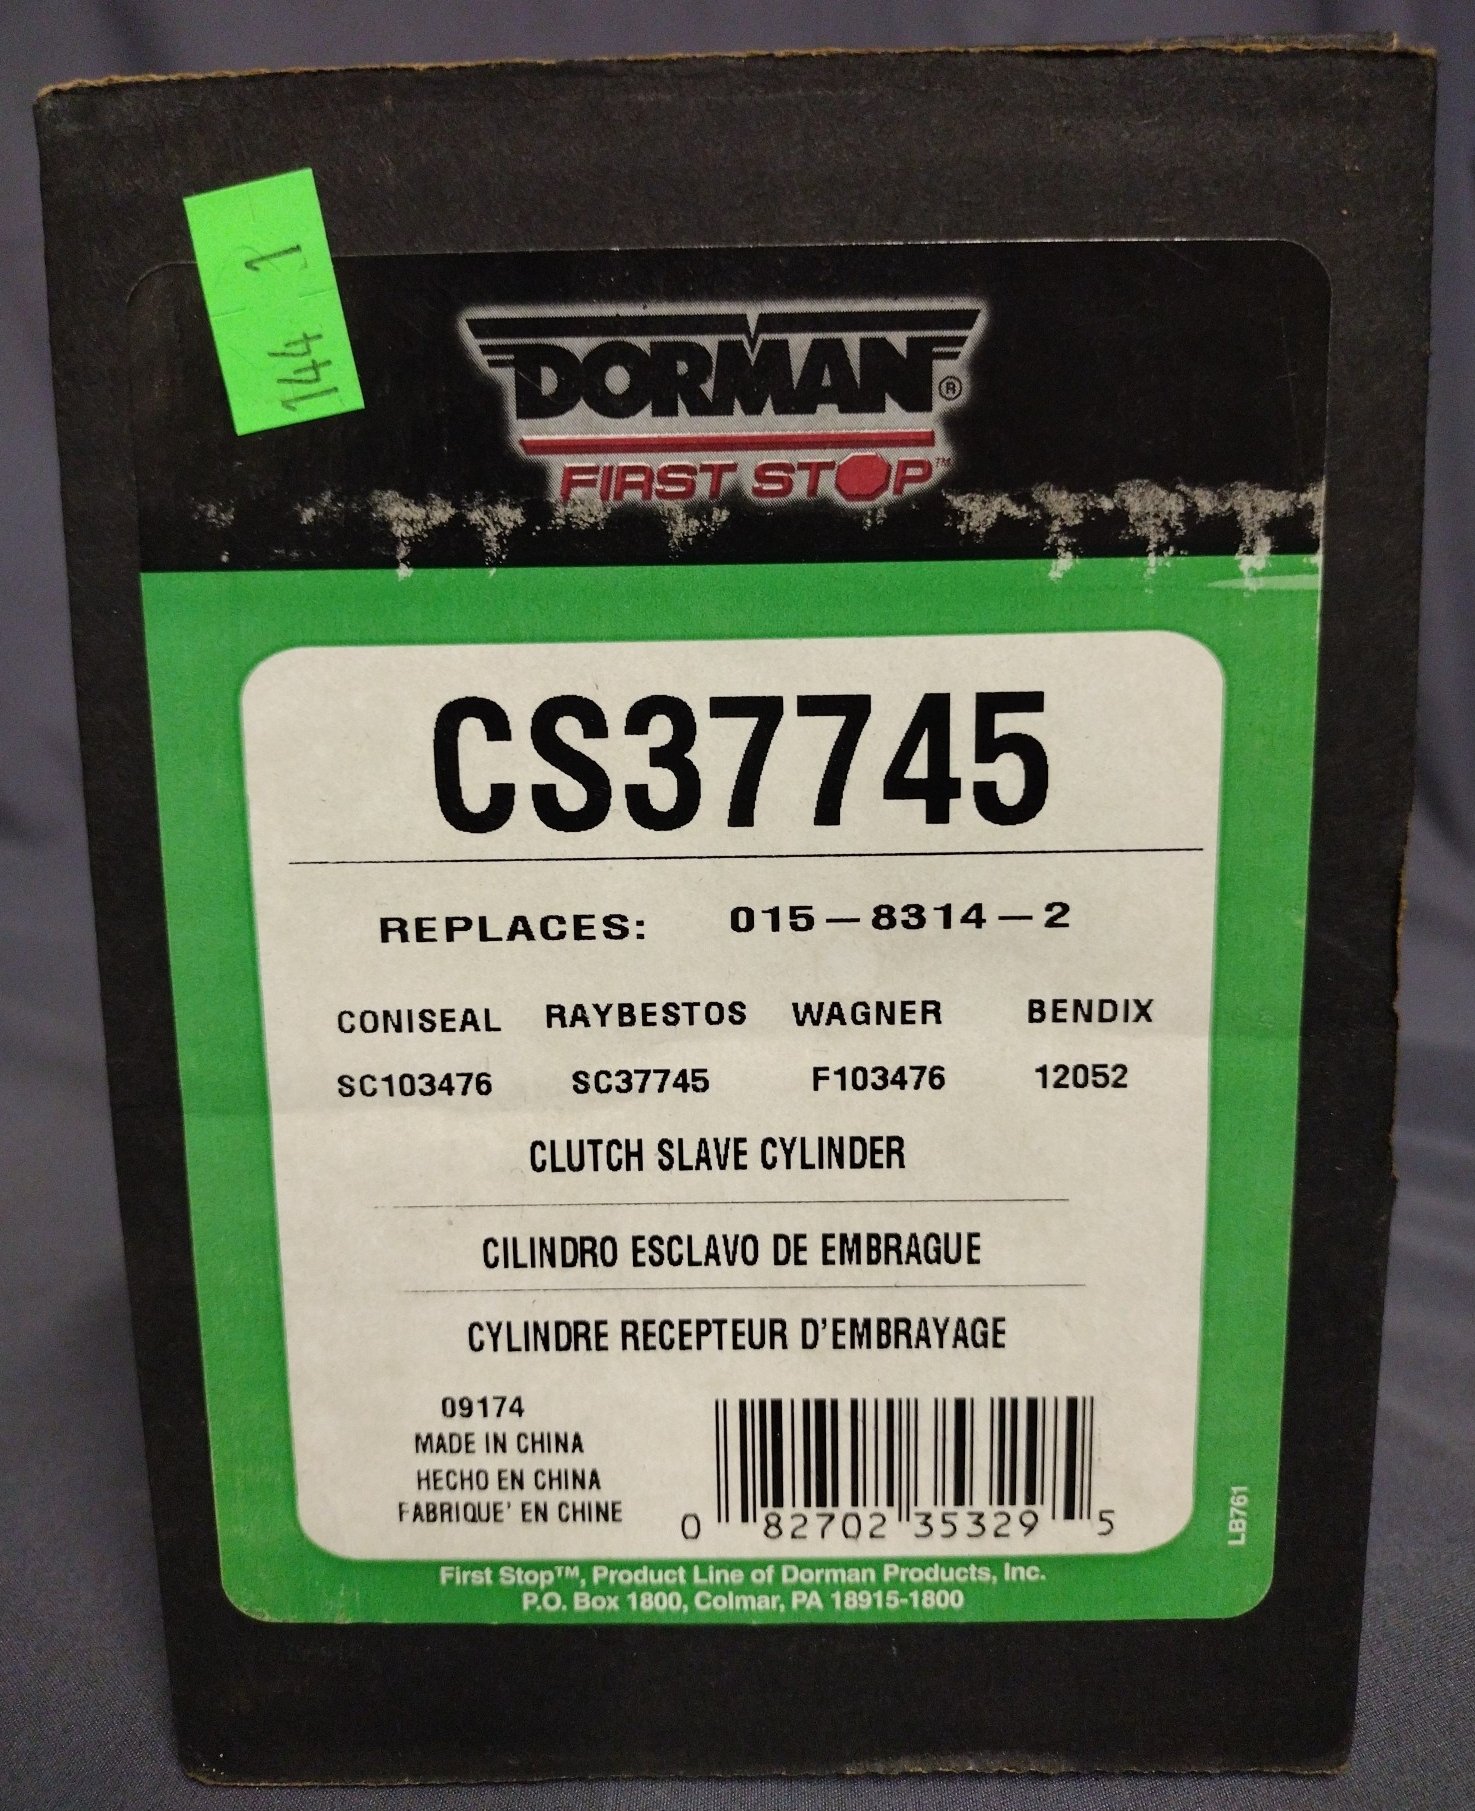 144 1
DORMAN®
FIRST STOP™
CS37745
REPLACES: 015-8314-2
CONISEAL RAYBESTOS WAGNER BENDIX
SC103476 SC37745 F103476 12052
CLUTCH SLAVE CYLINDER
CILINDRO ESCLAVO DE EMBRAGUE
CYLINDRE RECEPTEUR D'EMBRAYAGE
09174
MADE IN CHINA
HECHO EN CHINA
FABRIQUE' EN CHINE
0 82702 35329 5
LB761
First Stop™, Product Line of Dorman Products, Inc.
P.O. Box 1800, Colmar, PA 18915-1800